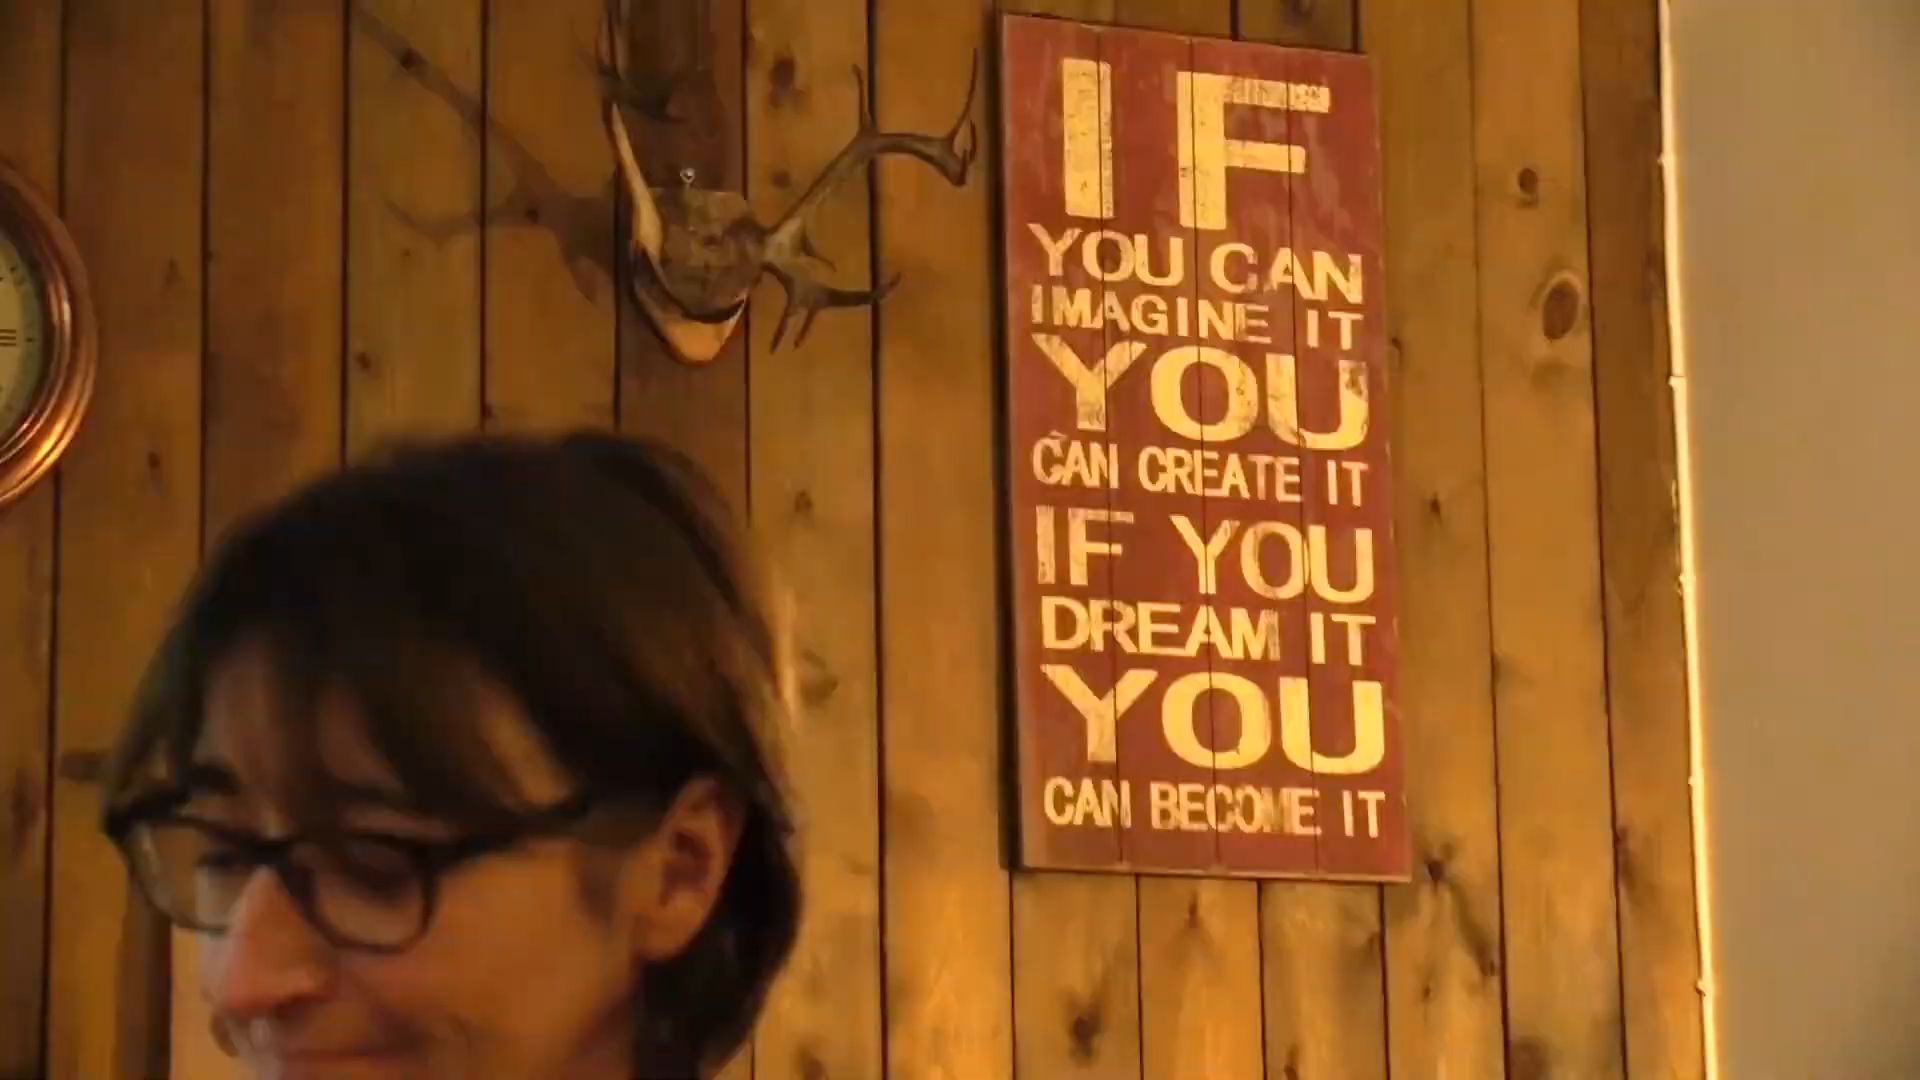 IF
YOU CAN
IMAGINE IT
YOU
CAN CREATE IT
IF YOU
DREAM IT
YOU
CAN BECOME IT